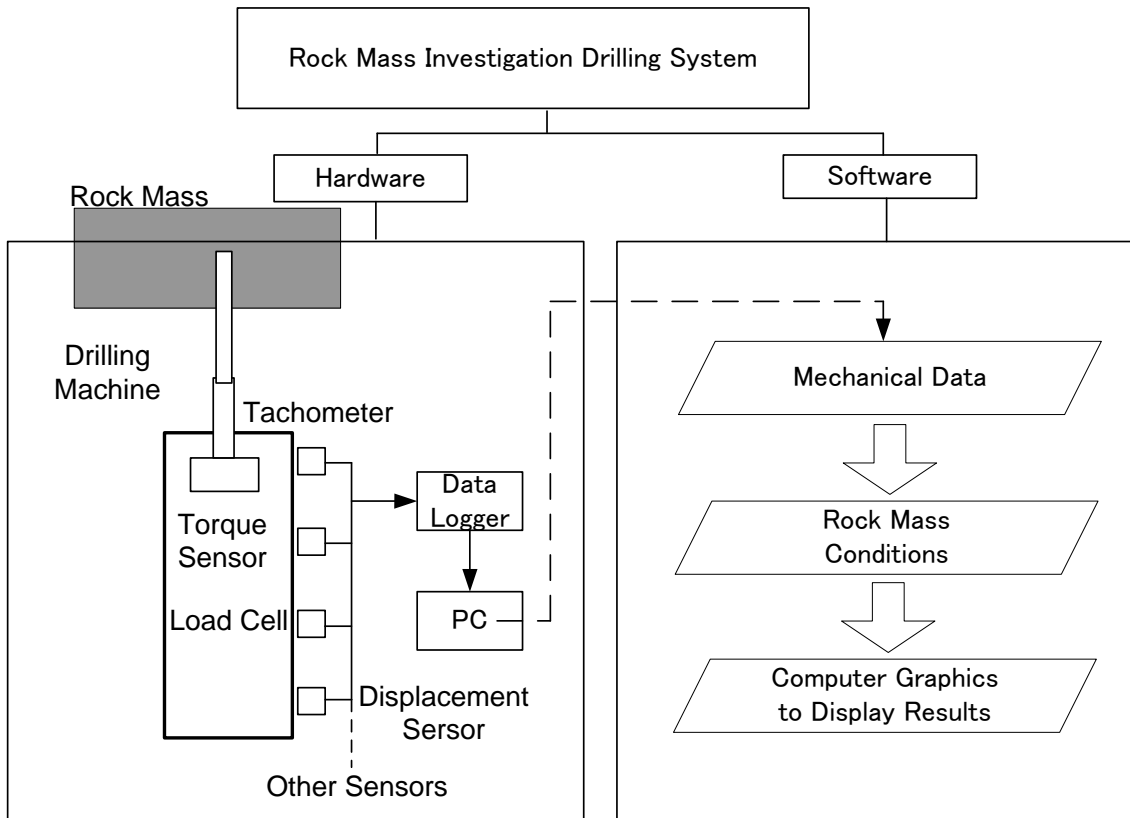 Rock Mass Investigation Drilling System
Hardware
Software
Rock Mass
Drilling
Machine
Tachometer
Torque
Sensor
Load Cell
Displacement
Sersor
Other Sensors
Data
Logger
PC
Mechanical Data
Rock Mass
Conditions
Computer Graphics
to Display Results